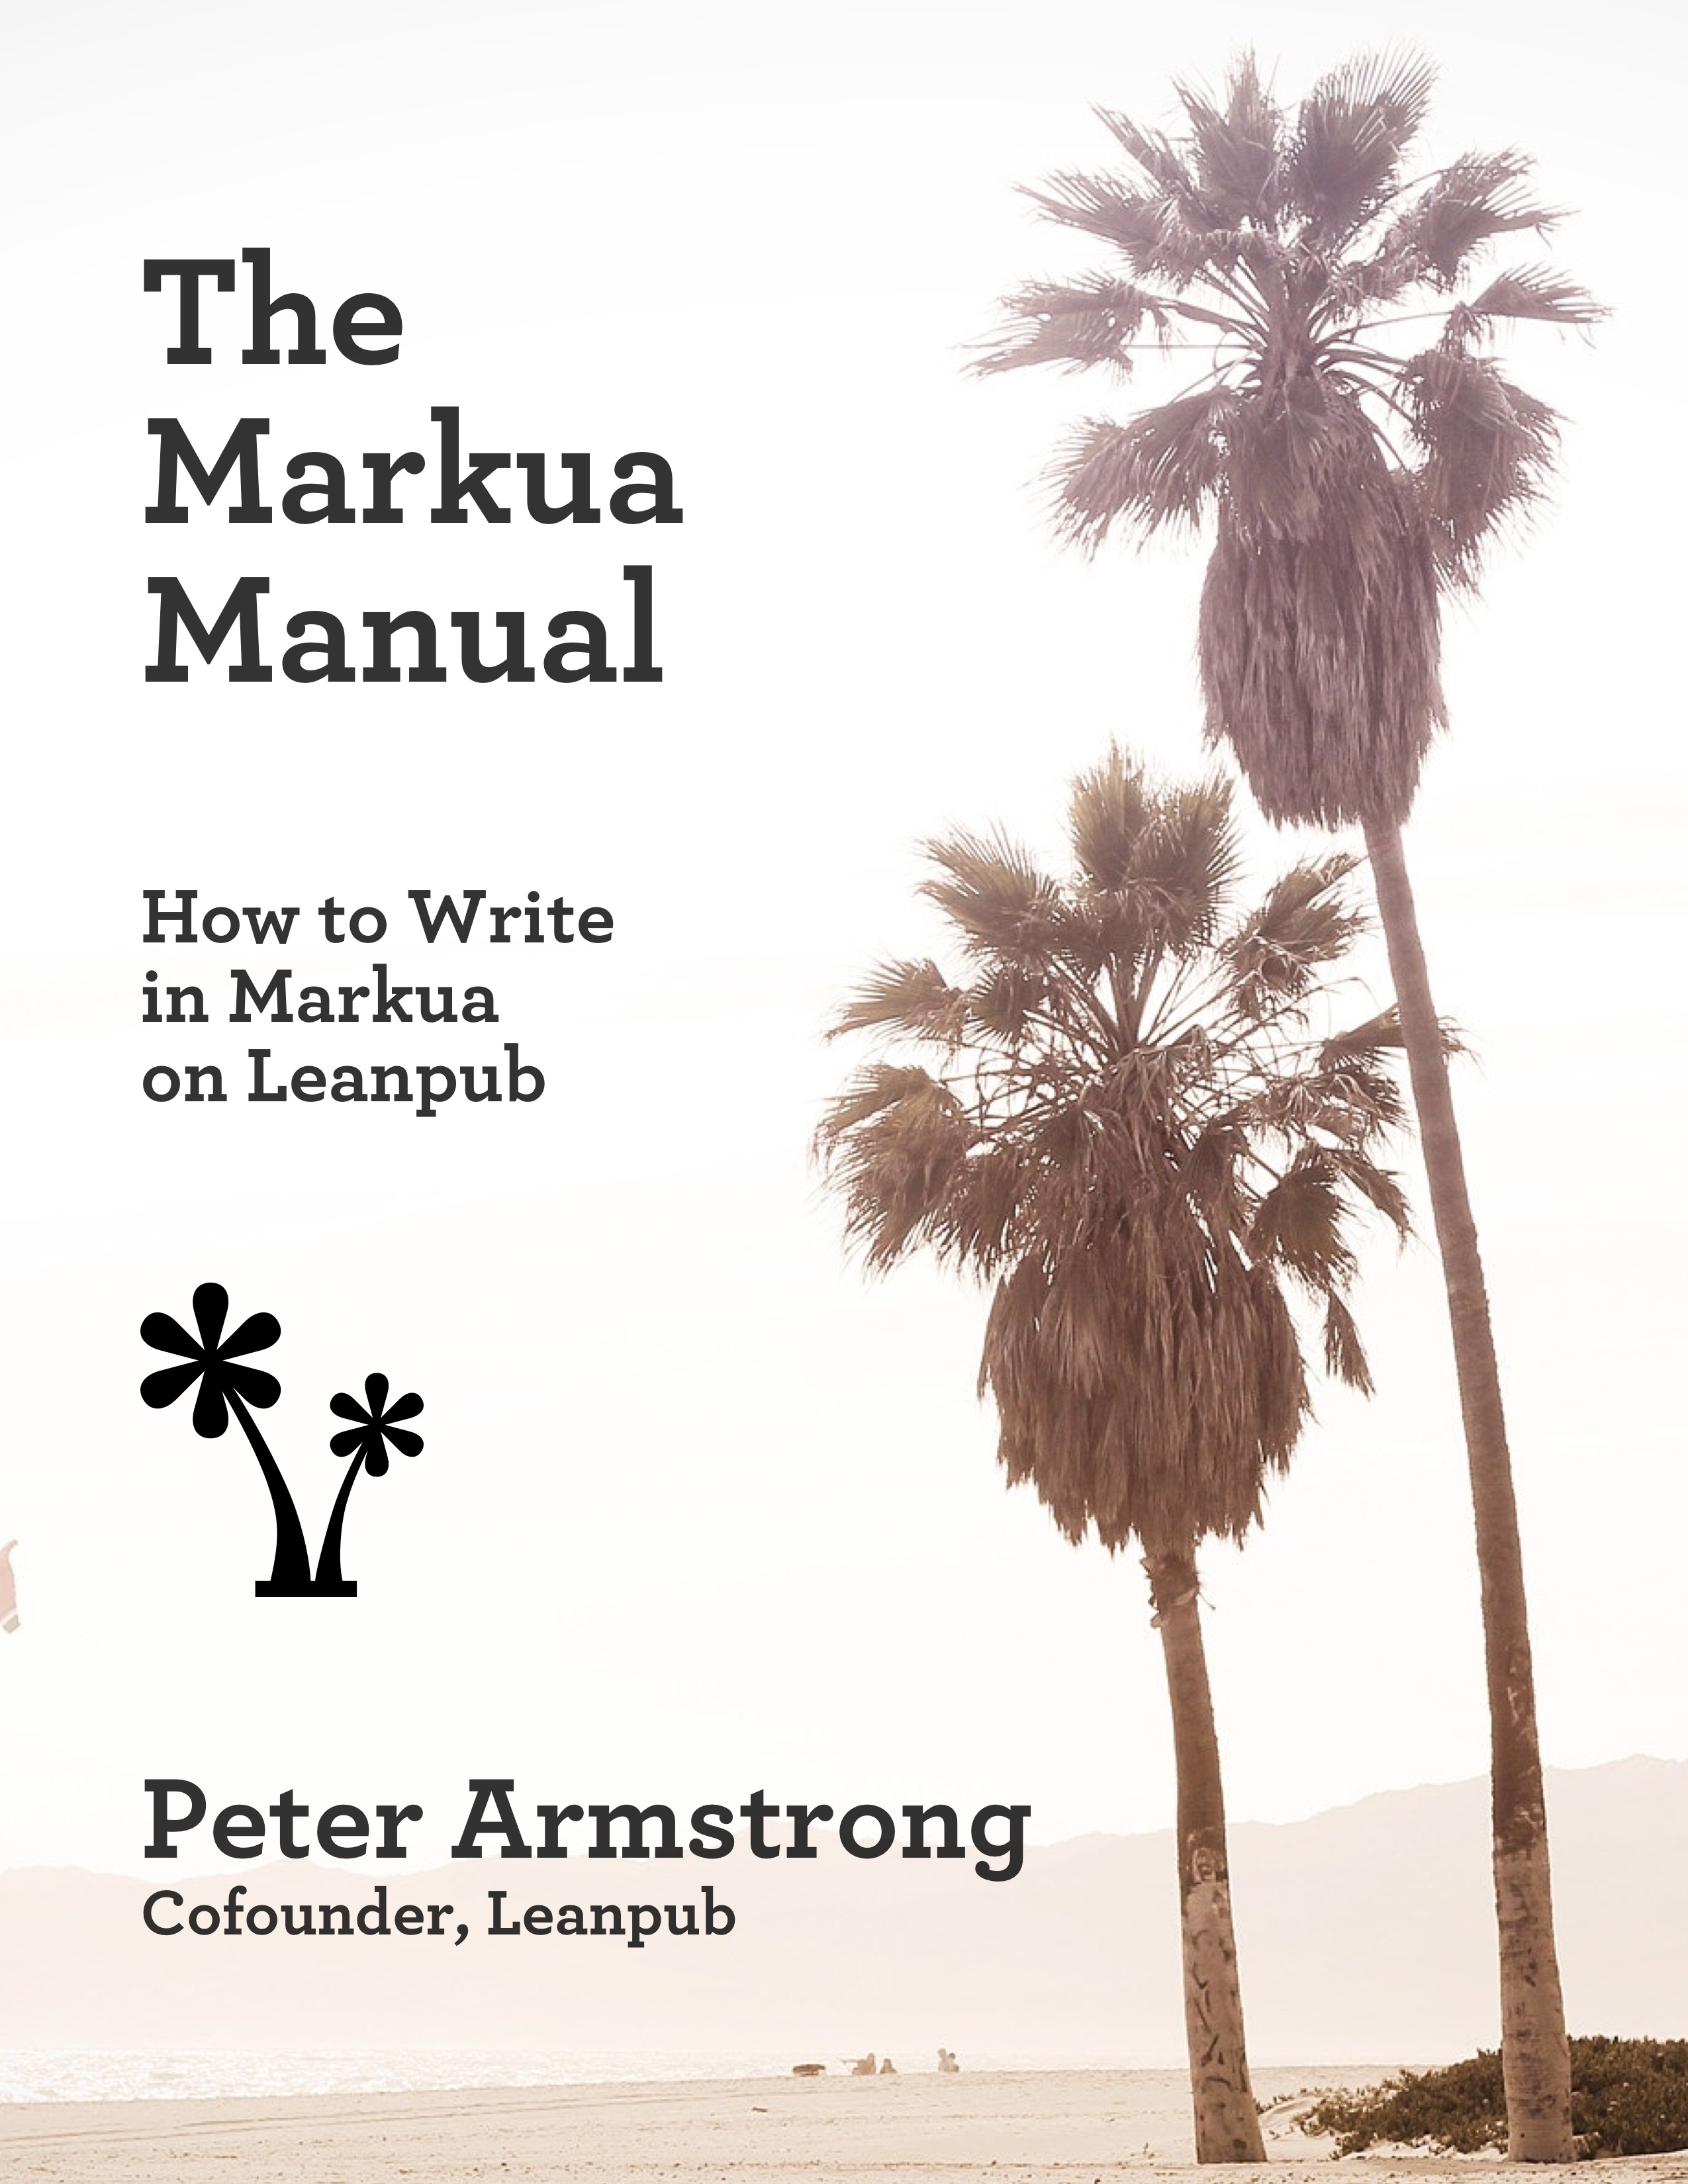 The
Markua
Manual
How to Write
in Markua
on Leanpub
Peter Armstrong
Cofounder, Leanpub